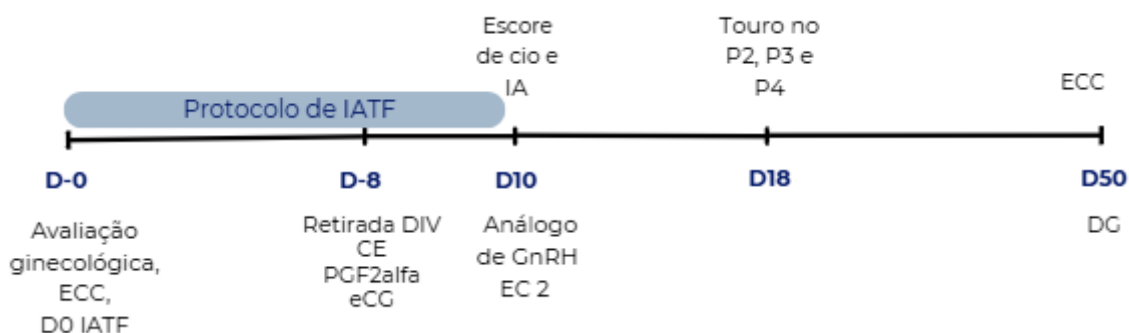 Escore
de cio e
IA
Touro no
P2, P3 e
P4
ECC
Protocolo de IATF
D-0
D-8
D10
D18
D50
Avaliação
ginecológica,
ECC,
D0 IATF
Retirada DIV
CE
PGF2alfa
eCG
Análogo
de GnRH
EC 2
DG